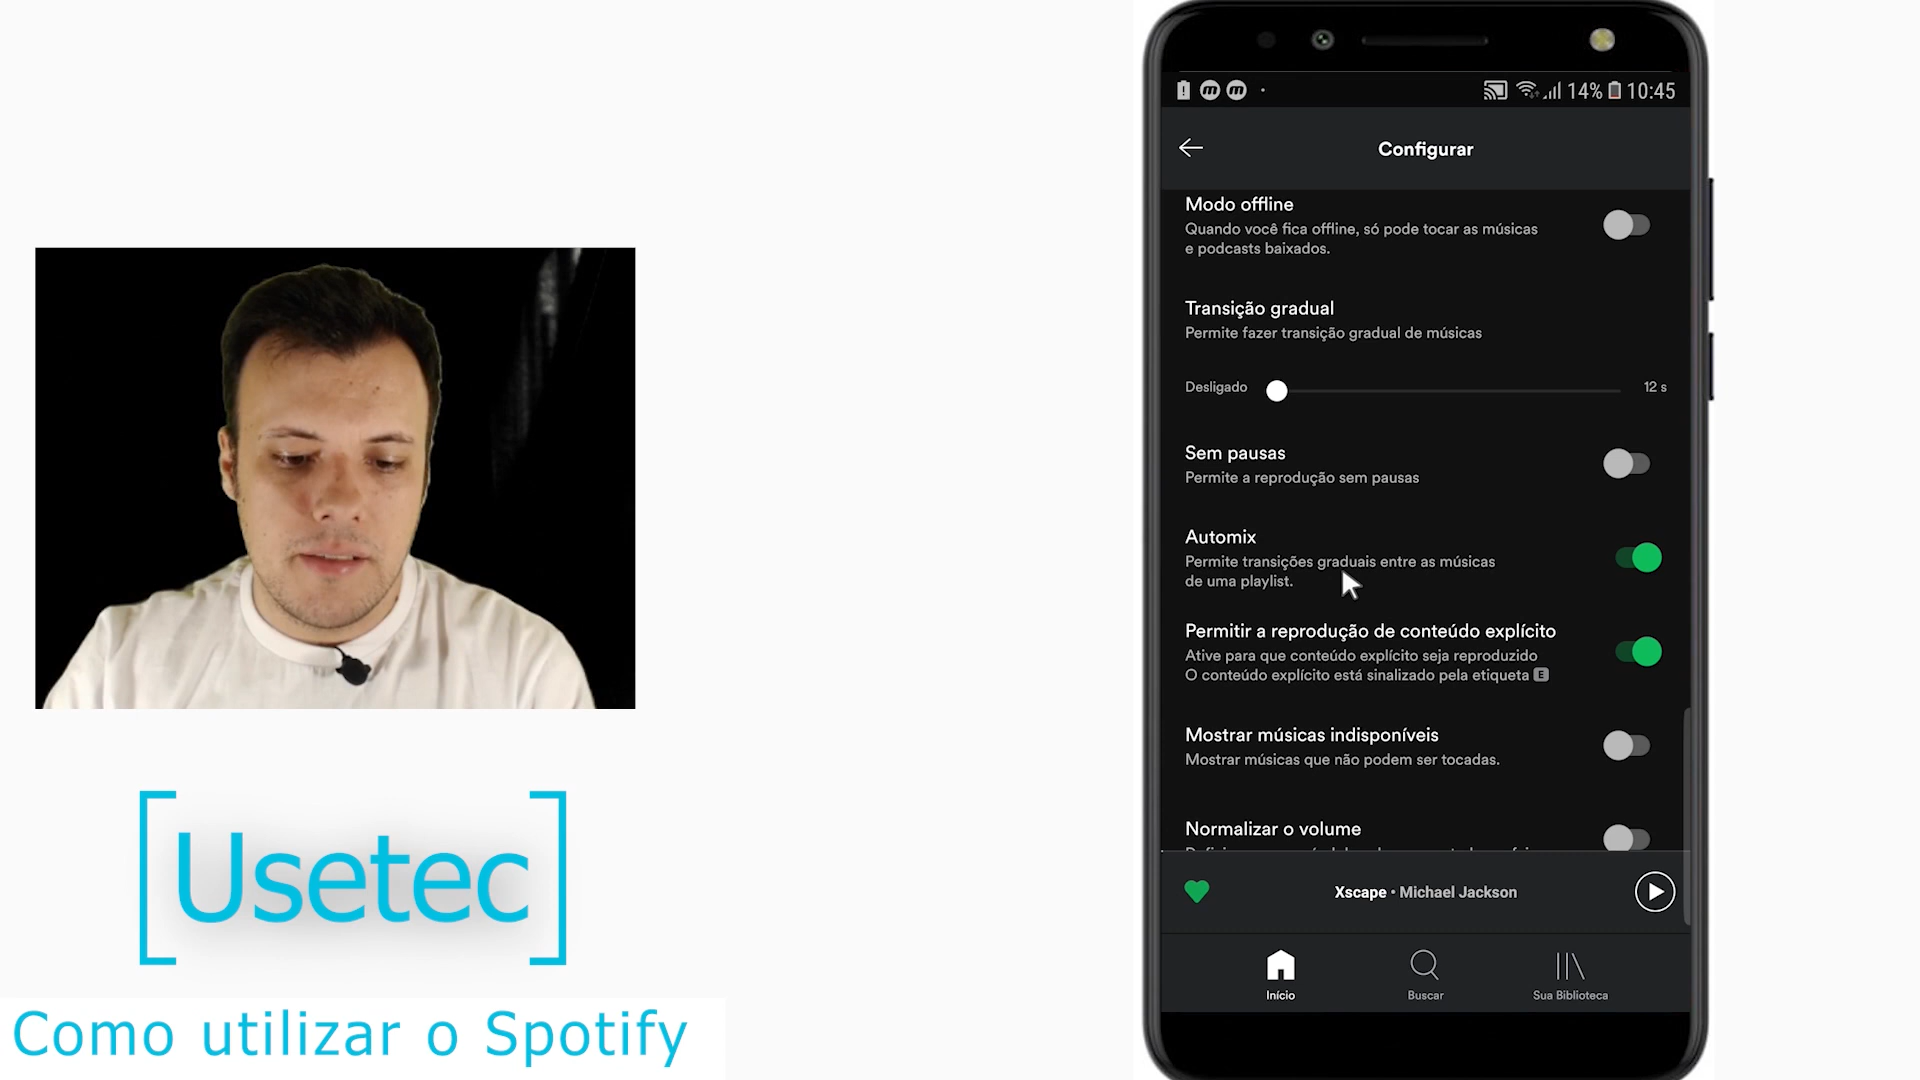 14% 10:45
Configurar
Modo offline
Quando você fica offline, só pode tocar as músicas
e podcasts baixados.
Transição gradual
Permite fazer transição gradual de músicas
Desligado 12 s
Sem pausas
Permite a reprodução sem pausas
Automix
Permite transições graduais entre as músicas
de uma playlist.
Permitir a reprodução de conteúdo explícito
Ative para que conteúdo explícito seja reproduzido
O conteúdo explícito está sinalizado pela etiqueta E
Mostrar músicas indisponíveis
Mostrar músicas que não podem ser tocadas.
Normalizar o volume
Xscape • Michael Jackson
Início Buscar Sua Biblioteca
[Usetec]
Como utilizar o Spotify